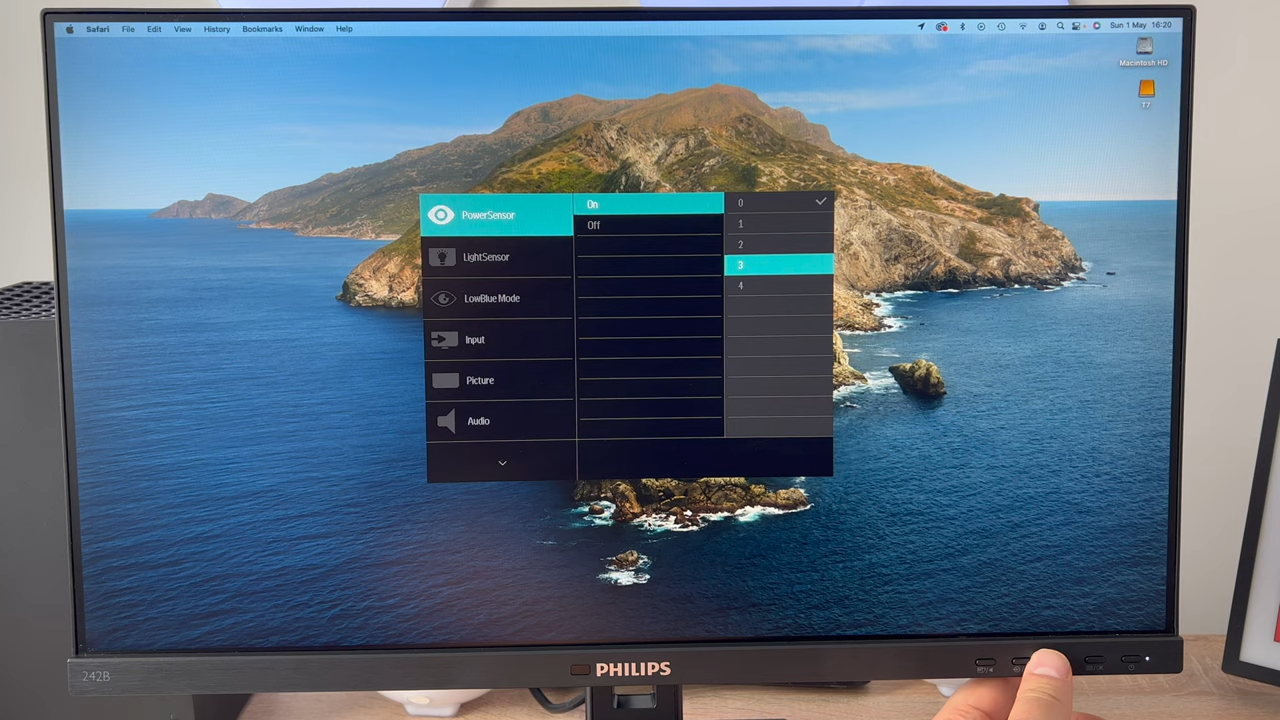 Safari File Edit View History Bookmarks Window Help Sun 1 May 16:20
Macintosh HD
T7
PowerSensor On 0
1
Off
2
LightSensor
3
4
LowBlue Mode
Input
Picture
Audio
242B PHILIPS